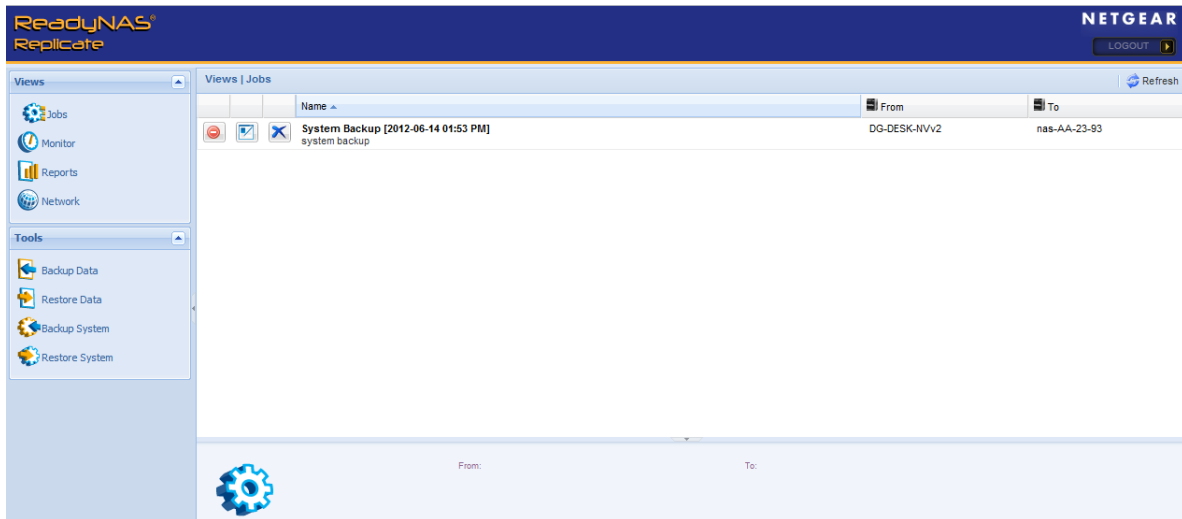 ReadyNAS®
Replicate
NETGEAR
LOGOUT
Views
Jobs
Monitor
Reports
Network
Tools
Backup Data
Restore Data
Backup System
Restore System
Views | Jobs
Refresh
Name From To
System Backup [2012-06-14 01:53 PM] DG-DESK-NVv2 nas-AA-23-93
system backup
From: To: